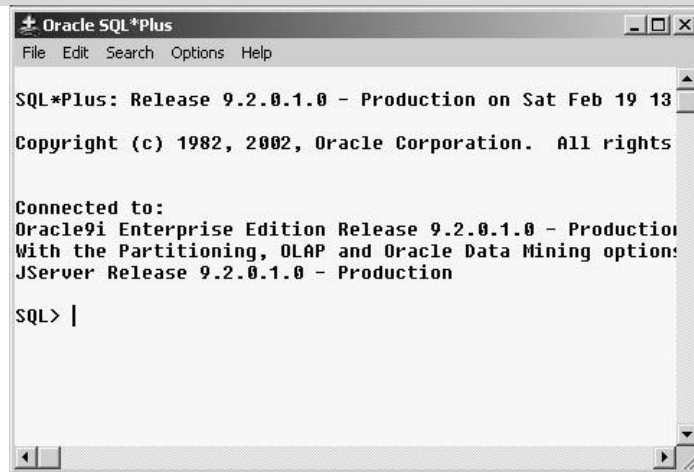 Oracle SQL*Plus
File Edit Search Options Help
SQL*Plus: Release 9.2.0.1.0 - Production on Sat Feb 19 13
Copyright (c) 1982, 2002, Oracle Corporation. All rights
Connected to:
Oracle9i Enterprise Edition Release 9.2.0.1.0 - Production
With the Partitioning, OLAP and Oracle Data Mining options
JServer Release 9.2.0.1.0 - Production
SQL>